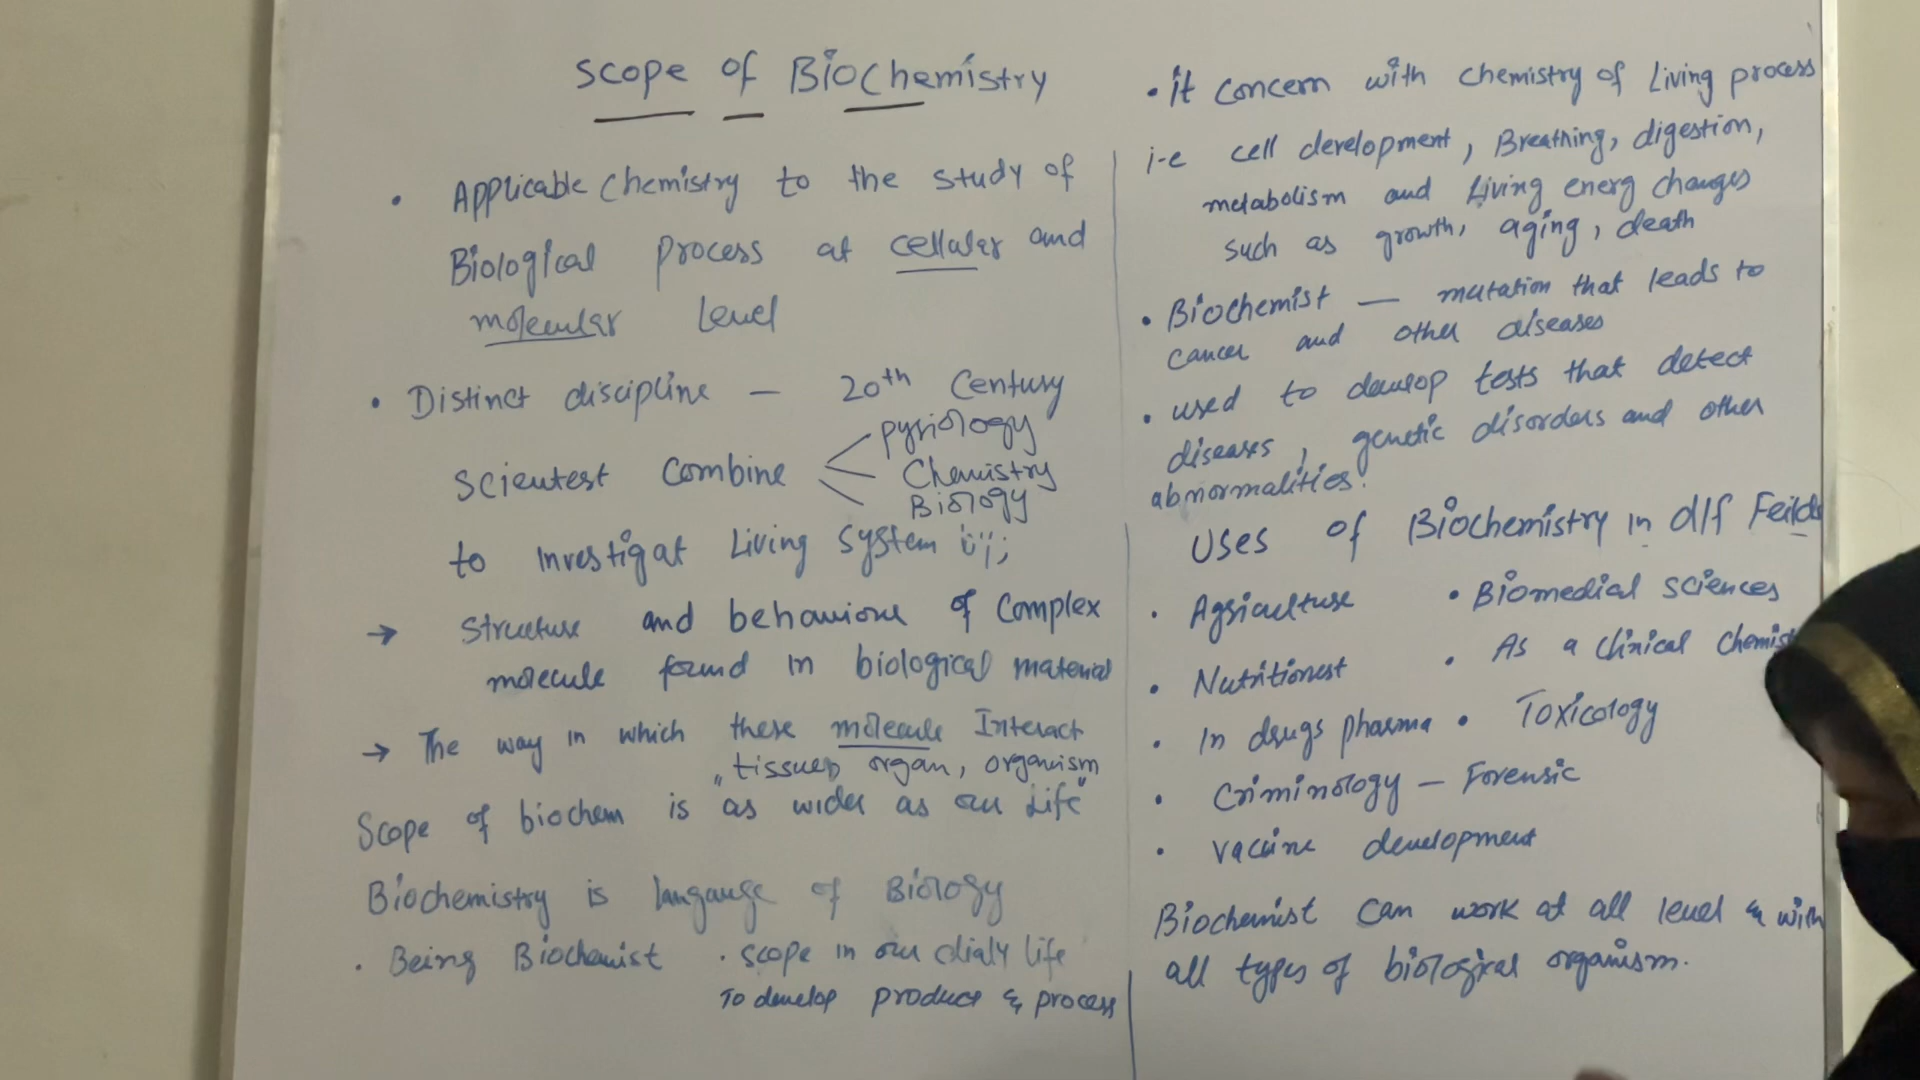 Scope of BioChemistry
• Applicable Chemistry to the study of
Biological process at cellular and
molecular level
• Distinct discipline — 20th Century
Scientest Combine
pysiology
Chemistry
Biology
to investigat Living system
→ Structure and behaviour of Complex
molecule found in biological material
→ The way in which these molecule Interact
tissues, organ, organism
Scope of biochem is "as wider as our Life"
Biochemistry is langauge of Biology
• Being Biochemist • scope in our dialy life
To develop product & process
• it concern with chemistry of Living process
i-e cell development, Breathing, digestion,
metabolism and Living energ changes
such as growth, aging, death
• Biochemist — mutation that leads to
cancer and other diseases
• used to develop tests that detect
diseases, genetic disorders and other
abnormalities.
Uses of Biochemistry in dif Feilds
• Agriculture • Biomedial sciences
• Nutritionest • As a clinical Chemist
• In drugs pharma • Toxicology
• Criminology — Forensic
• vaccine development
Biochemist can work at all level & with
all types of biological organism.